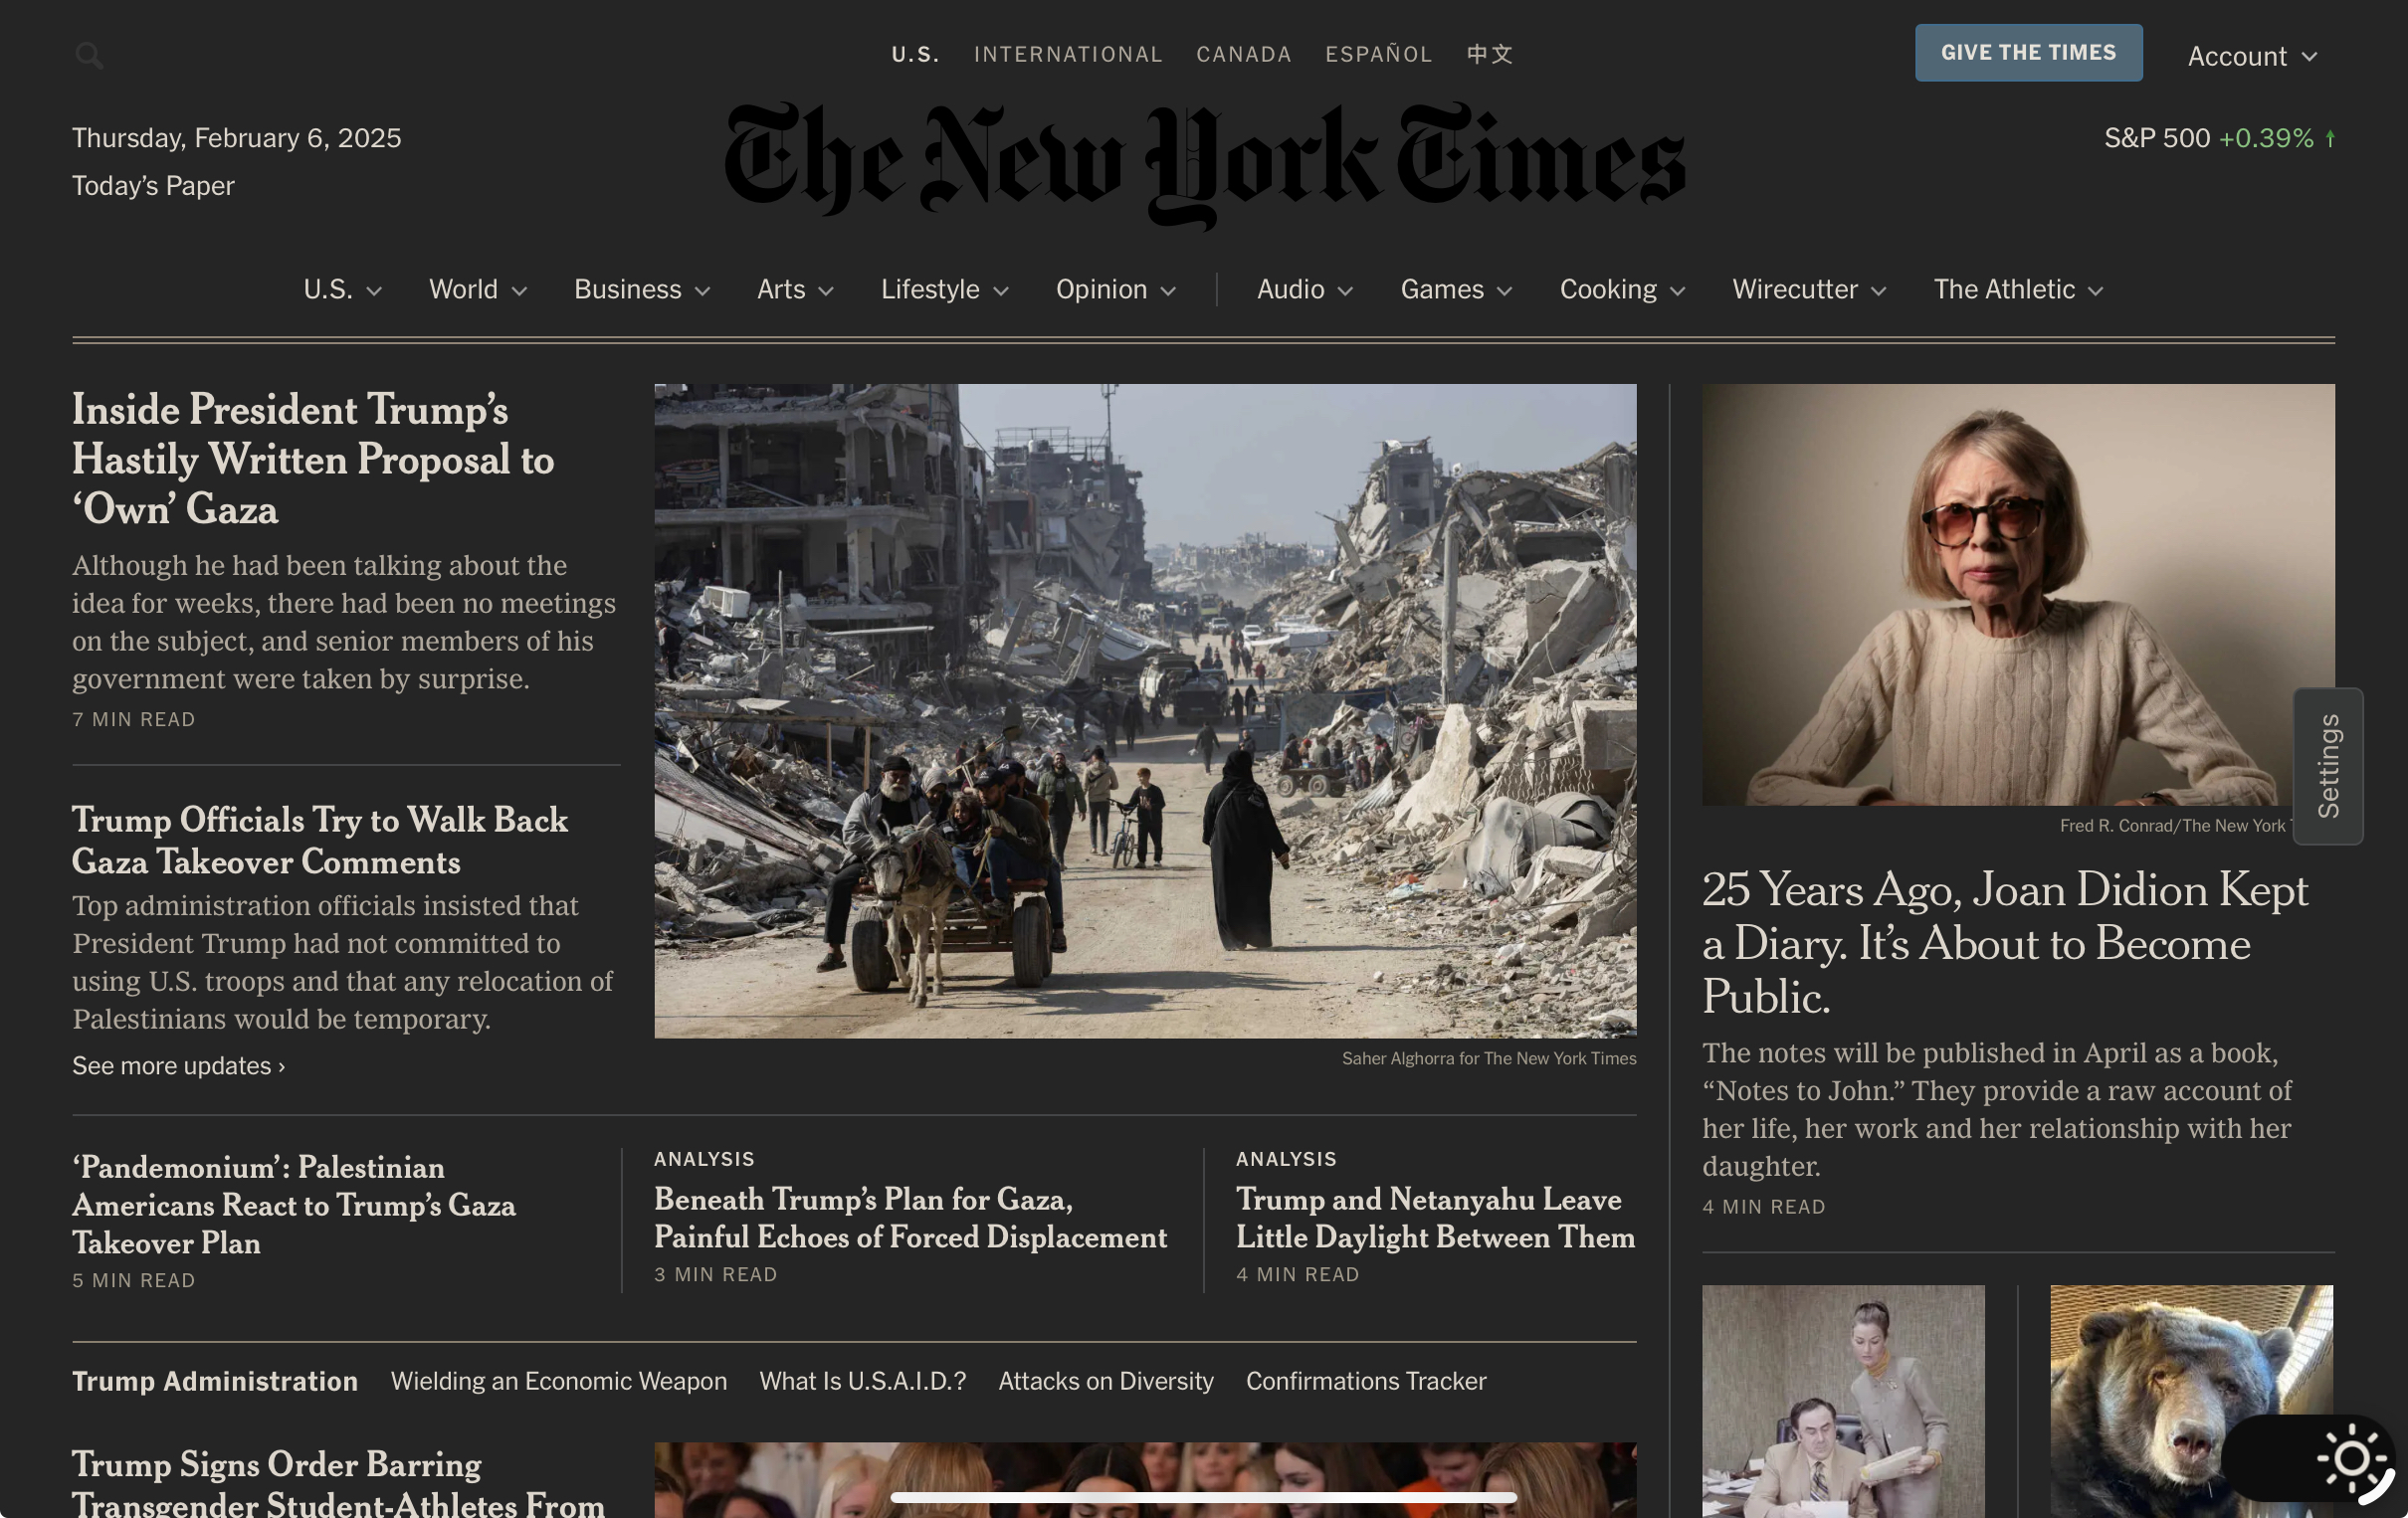 U.S. INTERNATIONAL CANADA ESPAÑOL 中文
GIVE THE TIMES
Account
Thursday, February 6, 2025
Today’s Paper
The New York Times
S&P 500 +0.39% ↑
U.S. World Business Arts Lifestyle Opinion Audio Games Cooking Wirecutter The Athletic
Inside President Trump’s
Hastily Written Proposal to
‘Own’ Gaza
Although he had been talking about the
idea for weeks, there had been no meetings
on the subject, and senior members of his
government were taken by surprise.
7 MIN READ
Trump Officials Try to Walk Back
Gaza Takeover Comments
Top administration officials insisted that
President Trump had not committed to
using U.S. troops and that any relocation of
Palestinians would be temporary.
See more updates ›
Saher Alghorra for The New York Times
‘Pandemonium’: Palestinian
Americans React to Trump’s Gaza
Takeover Plan
5 MIN READ
ANALYSIS
Beneath Trump’s Plan for Gaza,
Painful Echoes of Forced Displacement
3 MIN READ
ANALYSIS
Trump and Netanyahu Leave
Little Daylight Between Them
4 MIN READ
Fred R. Conrad/The New York
Settings
25 Years Ago, Joan Didion Kept
a Diary. It’s About to Become
Public.
The notes will be published in April as a book,
“Notes to John.” They provide a raw account of
her life, her work and her relationship with her
daughter.
4 MIN READ
Trump Administration Wielding an Economic Weapon What Is U.S.A.I.D.? Attacks on Diversity Confirmations Tracker
Trump Signs Order Barring
Transgender Student-Athletes From